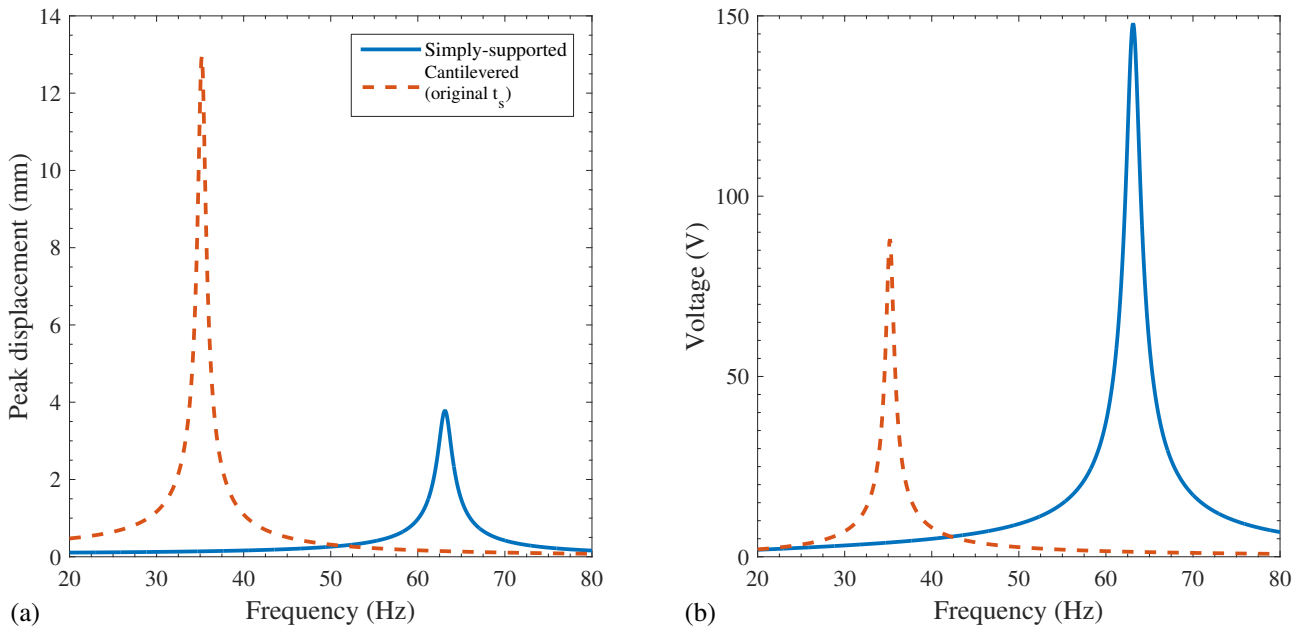 14
12
10
8
6
4
2
0
Peak displacement (mm)
Simply-supported
Cantilevered
(original t_s)
20 30 40 50 60 70 80
Frequency (Hz)
(a)
150
100
50
0
Voltage (V)
20 30 40 50 60 70 80
Frequency (Hz)
(b)